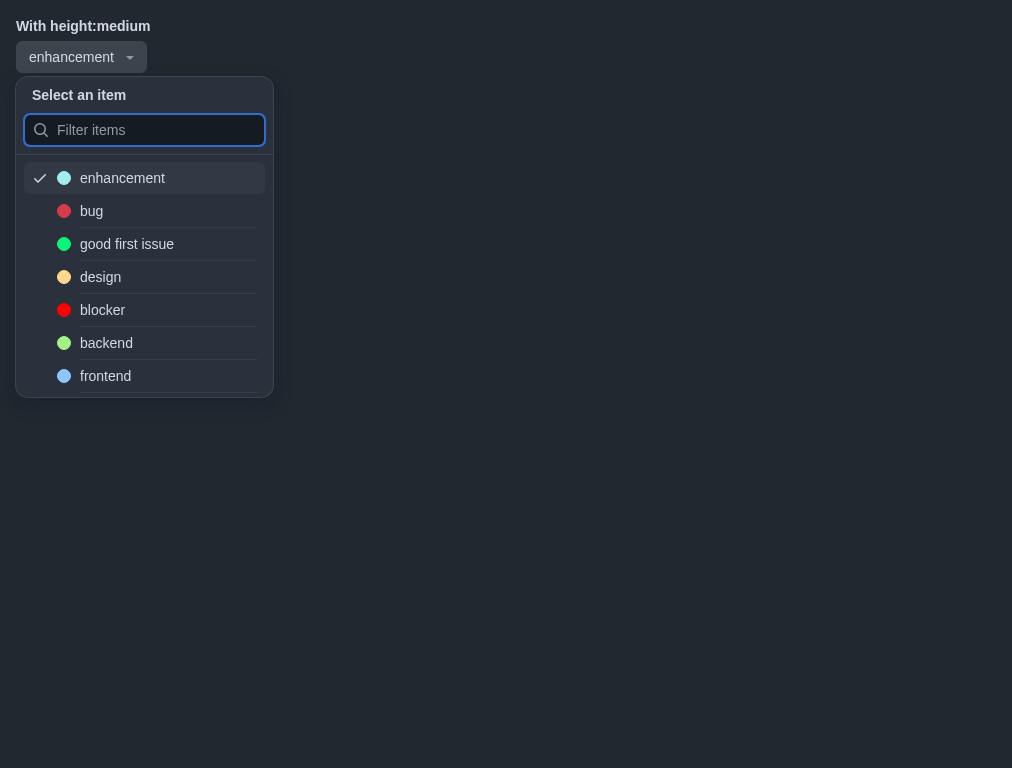 With height:medium
enhancement
Select an item
Filter items
enhancement
bug
good first issue
design
blocker
backend
frontend